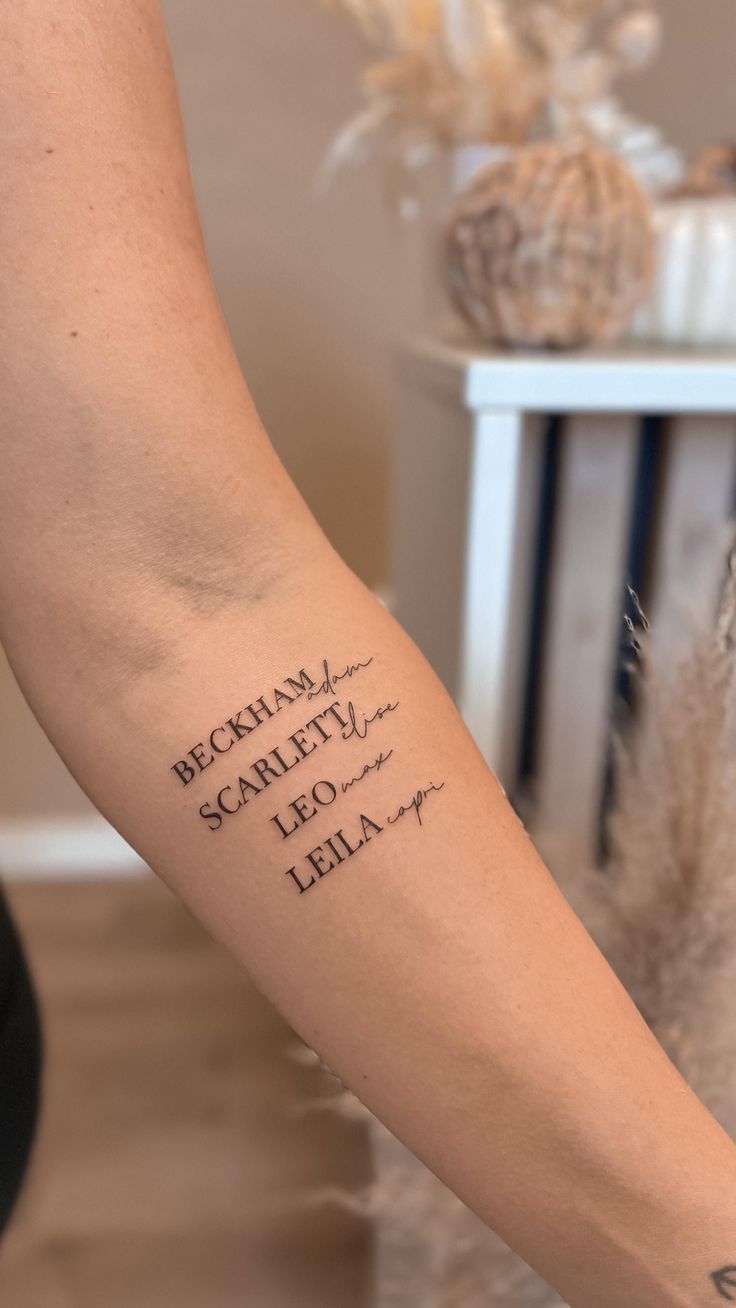 BECKHAM adam
SCARLETT elise
LEO max
LEILA capri